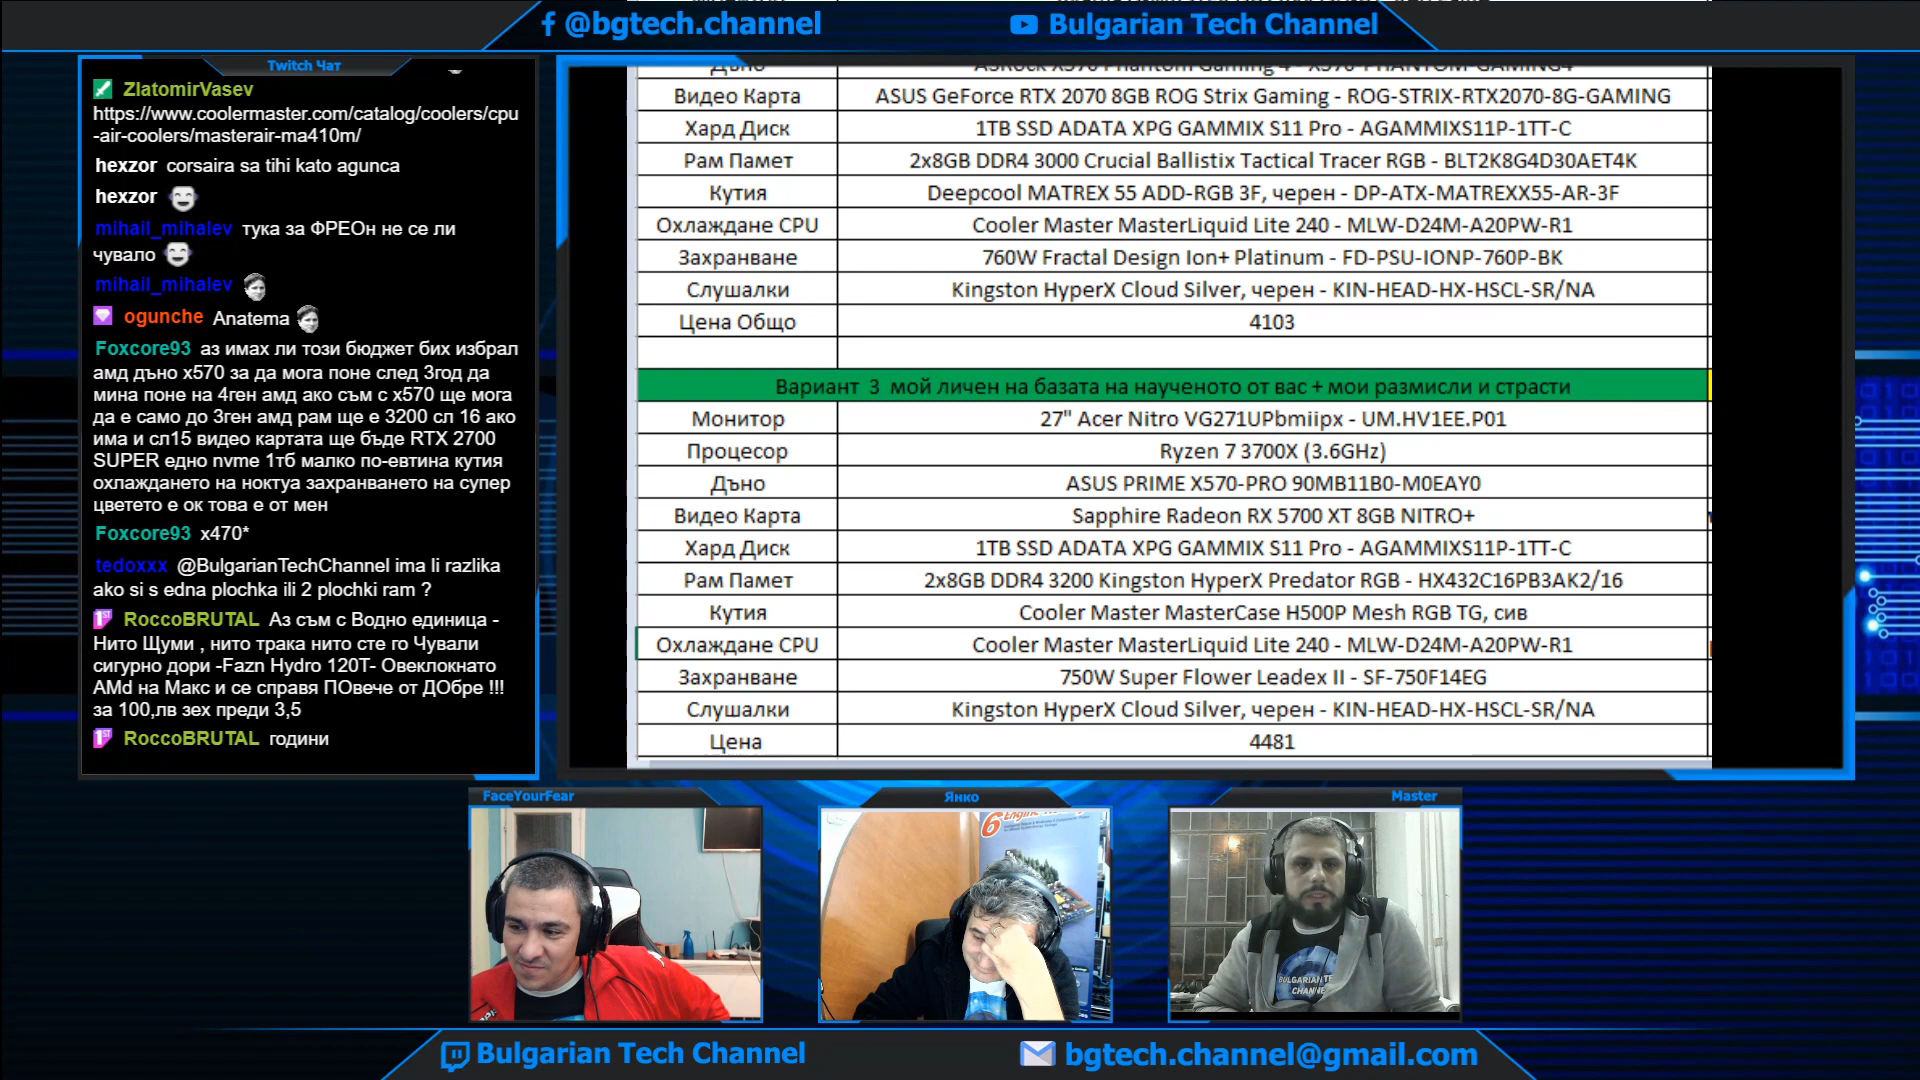 @bgtech.channel
Bulgarian Tech Channel
Twitch Чат
ZlatomirVasev
https://www.coolermaster.com/catalog/coolers/cpu
-air-coolers/masterair-ma410m/
hexzor corsaira sa tihi kato agunca
hexzor
mihail_mihalev тука за ФРЕОн не се ли
чувало
mihail_mihalev
ogunche Anatema
Foxcore93 аз имах ли този бюджет бих избрал
амд дъно x570 за да мога поне след 3год да
мина поне на 4ген амд ако съм с x570 ще мога
да е само до 3ген амд рам ще е 3200 сл 16 ако
има и сл15 видео картата ще бъде RTX 2700
SUPER едно nvme 1тб малко по-евтина кутия
охлаждането на ноктуа захранването на супер
цветето е ок това е от мен
Foxcore93 x470*
tedoxxx @BulgarianTechChannel ima li razlika
ako si s edna plochka ili 2 plochki ram ?
RoccoBRUTAL Аз съм с Водно единица -
Нито Щуми , нито трака нито сте го Чували
сигурно дори -Fazn Hydro 120T- Овеклокнато
AMd на Макс и се справя ПОвече от ДОбре !!!
за 100,лв зех преди 3,5
RoccoBRUTAL години
Дъно ASRock X570 Phantom Gaming 4 - X570-PHANTOM-GAMING4
Видео Карта ASUS GeForce RTX 2070 8GB ROG Strix Gaming - ROG-STRIX-RTX2070-8G-GAMING
Хард Диск 1TB SSD ADATA XPG GAMMIX S11 Pro - AGAMMIXS11P-1TT-C
Рам Памет 2x8GB DDR4 3000 Crucial Ballistix Tactical Tracer RGB - BLT2K8G4D30AET4K
Кутия Deepcool MATREX 55 ADD-RGB 3F, черен - DP-ATX-MATREXX55-AR-3F
Охлаждане CPU Cooler Master MasterLiquid Lite 240 - MLW-D24M-A20PW-R1
Захранване 760W Fractal Design Ion+ Platinum - FD-PSU-IONP-760P-BK
Слушалки Kingston HyperX Cloud Silver, черен - KIN-HEAD-HX-HSCL-SR/NA
Цена Общо 4103
Вариант 3 мой личен на базата на наученото от вас + мои размисли и страсти
Монитор 27" Acer Nitro VG271UPbmiipx - UM.HV1EE.P01
Процесор Ryzen 7 3700X (3.6GHz)
Дъно ASUS PRIME X570-PRO 90MB11B0-M0EAY0
Видео Карта Sapphire Radeon RX 5700 XT 8GB NITRO+
Хард Диск 1TB SSD ADATA XPG GAMMIX S11 Pro - AGAMMIXS11P-1TT-C
Рам Памет 2x8GB DDR4 3200 Kingston HyperX Predator RGB - HX432C16PB3AK2/16
Кутия Cooler Master MasterCase H500P Mesh RGB TG, сив
Охлаждане CPU Cooler Master MasterLiquid Lite 240 - MLW-D24M-A20PW-R1
Захранване 750W Super Flower Leadex II - SF-750F14EG
Слушалки Kingston HyperX Cloud Silver, черен - KIN-HEAD-HX-HSCL-SR/NA
Цена 4481
FaceYourFear
Янко
Master
BULGARIAN TE
CHANNE
Bulgarian Tech Channel
bgtech.channel@gmail.com